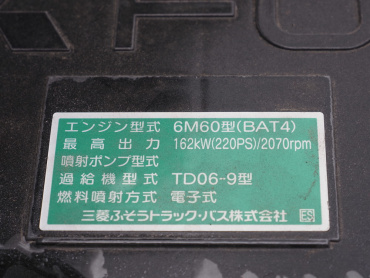 FU
エンジン型式 6M60型(BAT4)
最高出力 162kW(220PS)/2070rpm
噴射ポンプ型式
過給機型式 TD06-9型
燃料噴射方式 電子式
三菱ふそうトラック・バス株式会社 ES